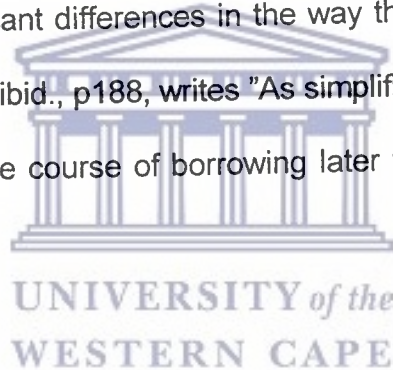 ant differences in the way th
ibid., p188, writes "As simplif
e course of borrowing later
UNIVERSITY of the
WESTERN CAPE